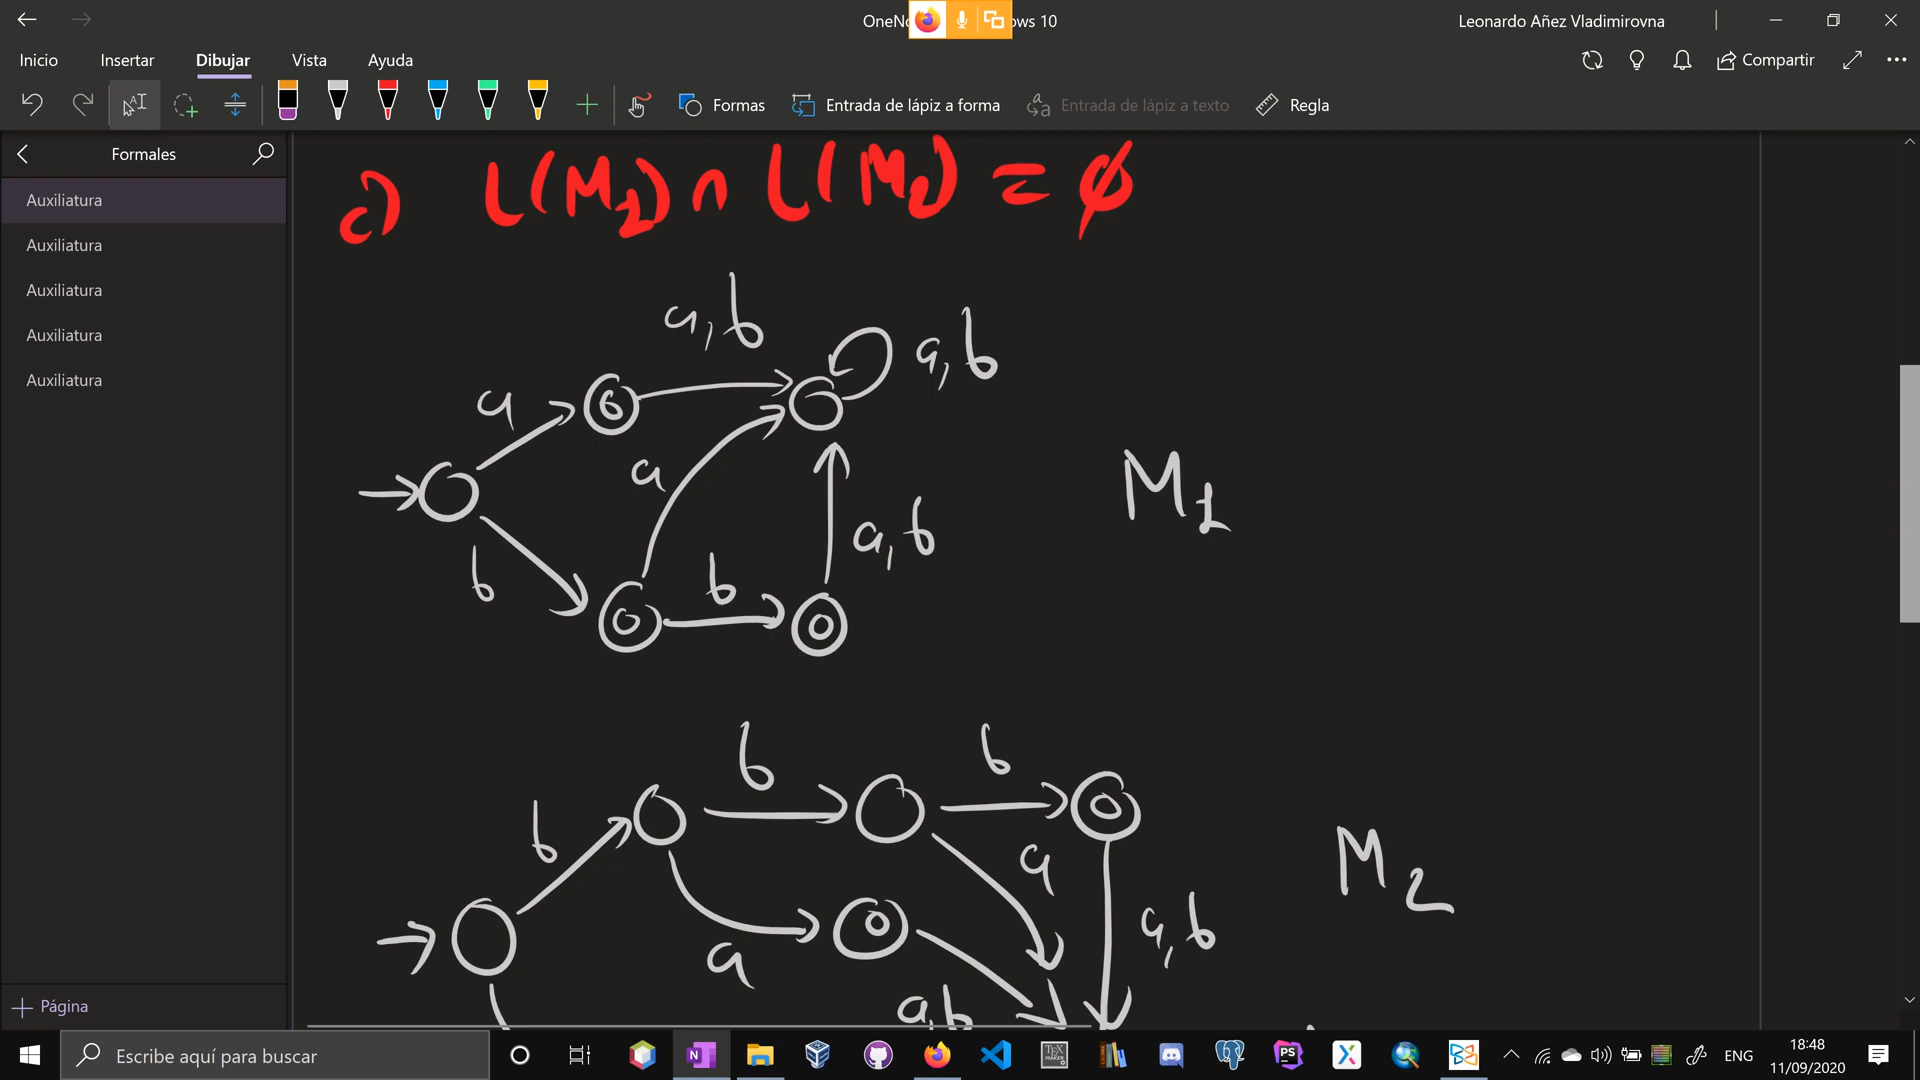 OneNo
ows 10
Leonardo Añez Vladimirovna
Inicio
Insertar
Dibujar
Vista
Ayuda
Compartir
Formas
Entrada de lápiz a forma
Entrada de lápiz a texto
Regla
Formales
Auxiliatura
Auxiliatura
Auxiliatura
Auxiliatura
Auxiliatura
c) L(M₁) ∩ L(M₂) = ∅
a,b
a,b
a
a
M₁
a,b
b
b
b
b
b
a
M₂
a,b
a
a,b
Página
Escribe aquí para buscar
ENG
18:48
11/09/2020